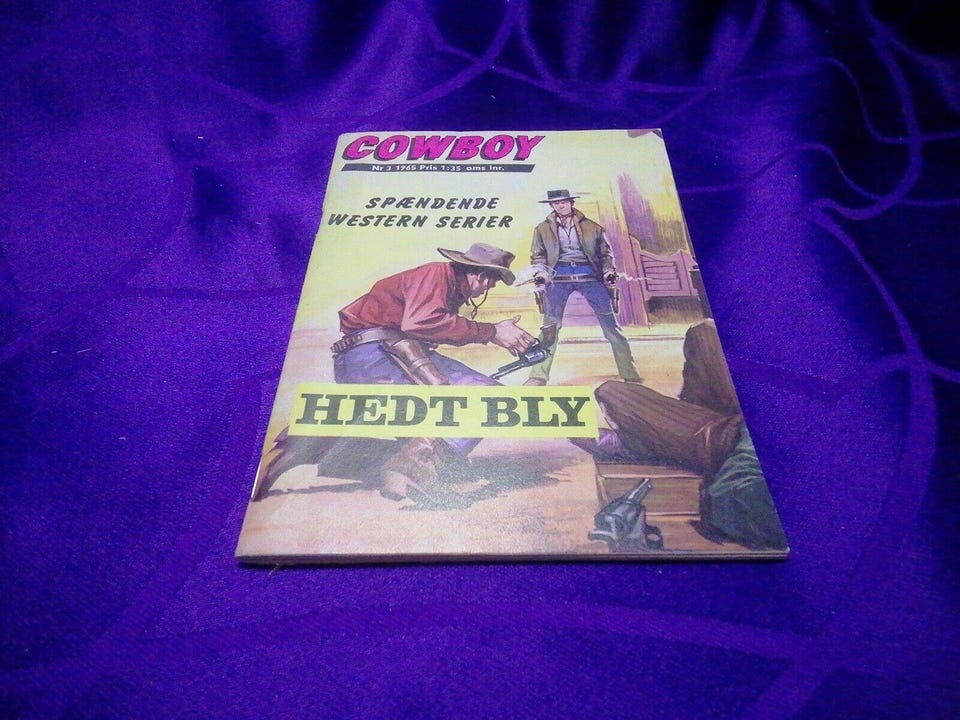 COWBOY
Nr 3 1965 Pris 1:35 oms inr.
SPÆNDENDE
WESTERN SERIER
HEDT BLY